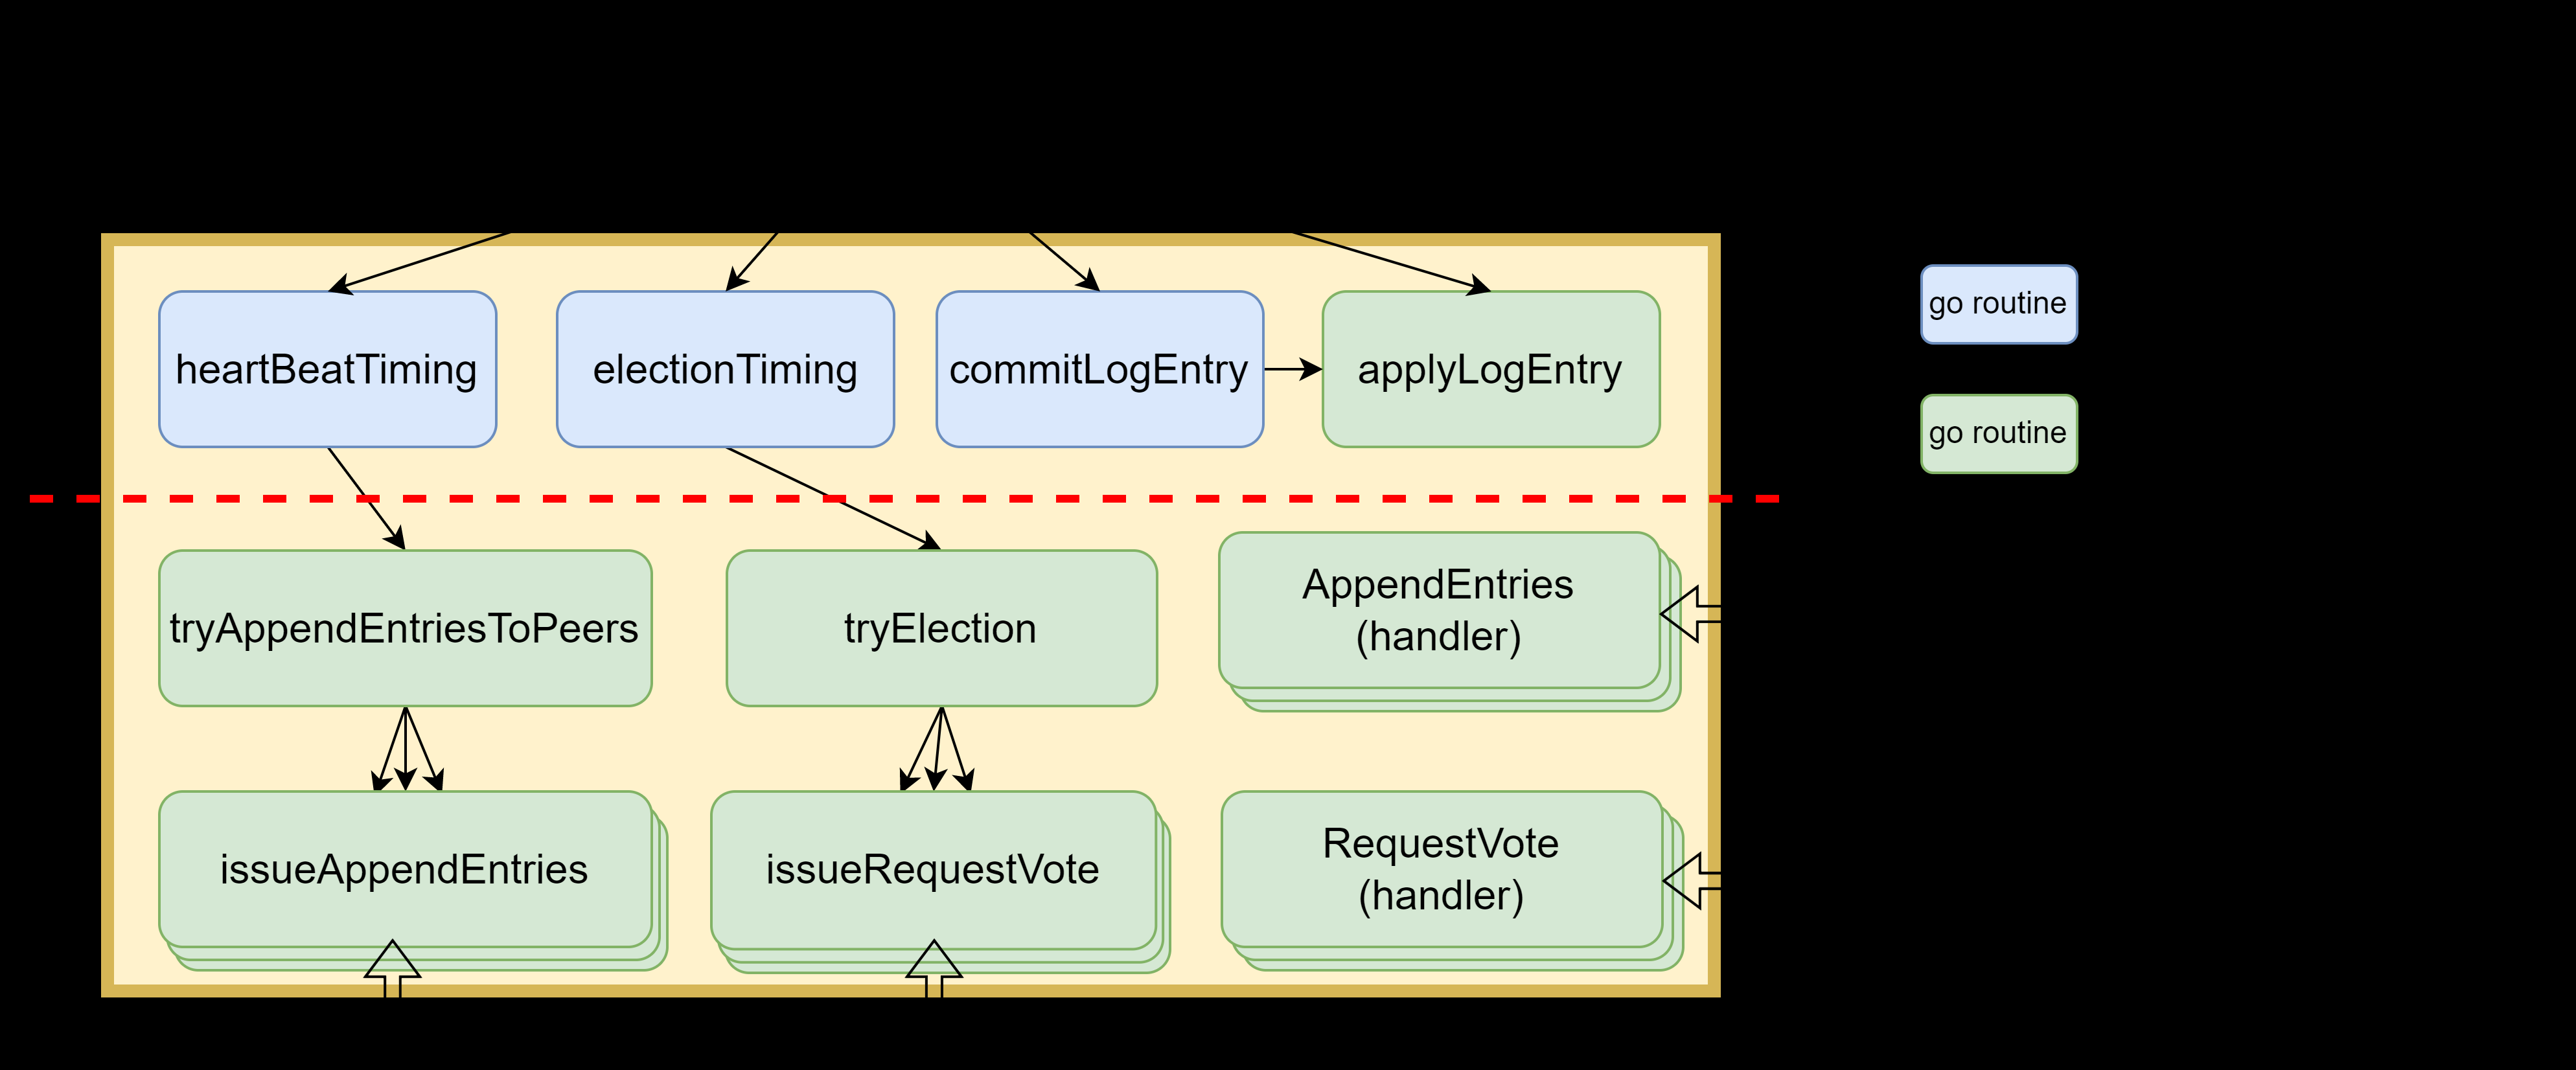 heartBeatTiming
electionTiming
commitLogEntry
applyLogEntry
go routine
go routine
tryAppendEntriesToPeers
tryElection
AppendEntries
(handler)
issueAppendEntries
issueRequestVote
RequestVote
(handler)